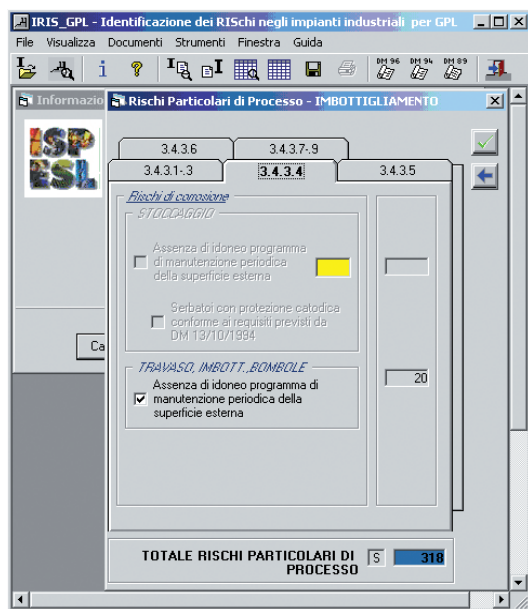 IRIS_GPL - Identificazione dei RISchi negli impianti industriali per GPL
File Visualizza Documenti Strumenti Finestra Guida
DM 96 DM 94 DM 89
Informazio
Rischi Particolari di Processo - IMBOTTIGLIAMENTO
ISP
ESL
3.4.3.6 3.4.3.7-.9
3.4.3.1-.3 3.4.3.4 3.4.3.5
Rischi di corrosione
STOCCAGGIO
Assenza di idoneo programma
di manutenzione periodica
della superficie esterna
Serbatoi con protezione catodica
conforme ai requisiti previsti da
DM 13/10/1994
Ca
TRAVASO, IMBOTT.,BOMBOLE
Assenza di idoneo programma di
manutenzione periodica della
superficie esterna
20
TOTALE RISCHI PARTICOLARI DI
PROCESSO
S 318